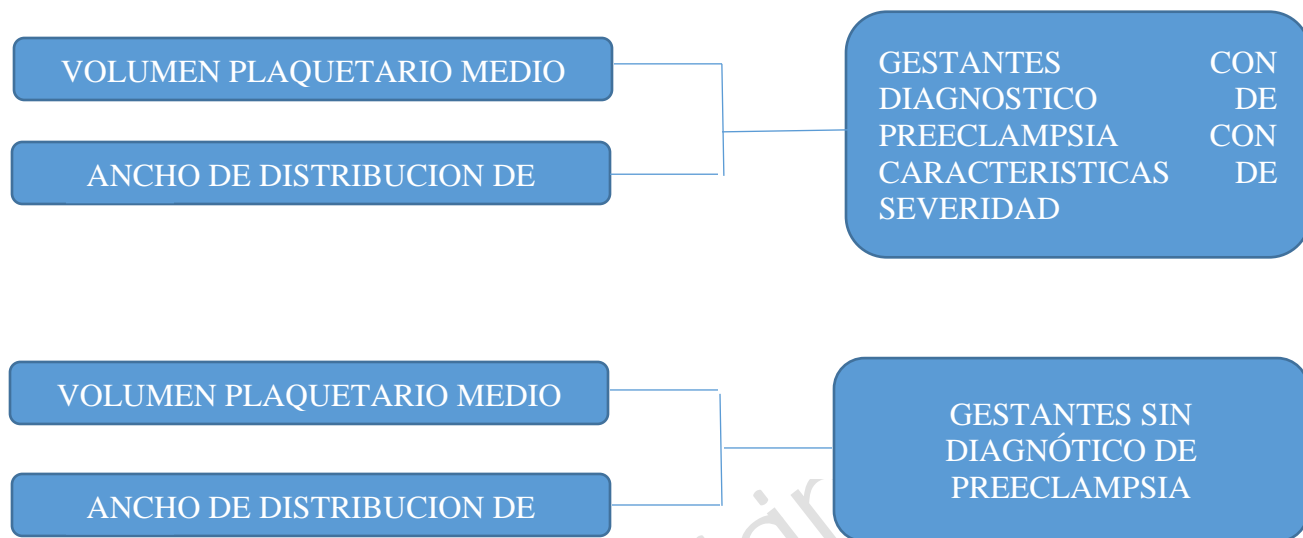 VOLUMEN PLAQUETARIO MEDIO
ANCHO DE DISTRIBUCION DE
GESTANTES CON
DIAGNOSTICO DE
PREECLAMPSIA CON
CARACTERISTICAS DE
SEVERIDAD
VOLUMEN PLAQUETARIO MEDIO
ANCHO DE DISTRIBUCION DE
GESTANTES SIN
DIAGNÓTICO DE
PREECLAMPSIA